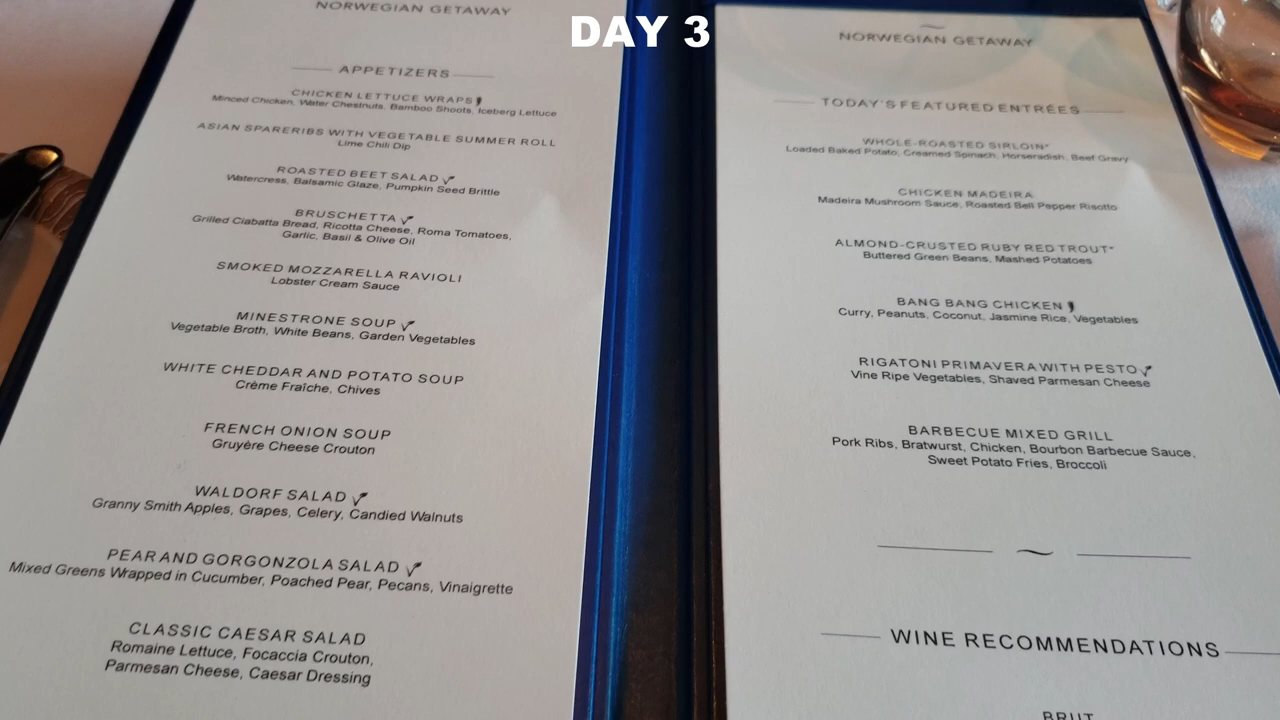 DAY 3
NORWEGIAN GETAWAY
APPETIZERS
CHICKEN LETTUCE WRAPS
Minced Chicken, Water Chestnuts, Bamboo Shoots, Iceberg Lettuce
ASIAN SPARERIBS WITH VEGETABLE SUMMER ROLL
Lime Chili Dip
ROASTED BEET SALAD
Watercress, Balsamic Glaze, Pumpkin Seed Brittle
BRUSCHETTA
Grilled Ciabatta Bread, Ricotta Cheese, Roma Tomatoes,
Garlic, Basil & Olive Oil
SMOKED MOZZARELLA RAVIOLI
Lobster Cream Sauce
MINESTRONE SOUP
Vegetable Broth, White Beans, Garden Vegetables
WHITE CHEDDAR AND POTATO SOUP
Crème Fraîche, Chives
FRENCH ONION SOUP
Gruyère Cheese Crouton
WALDORF SALAD
Granny Smith Apples, Grapes, Celery, Candied Walnuts
PEAR AND GORGONZOLA SALAD
Mixed Greens Wrapped in Cucumber, Poached Pear, Pecans, Vinaigrette
CLASSIC CAESAR SALAD
Romaine Lettuce, Focaccia Crouton,
Parmesan Cheese, Caesar Dressing
NORWEGIAN GETAWAY
TODAY'S FEATURED ENTRÉES
WHOLE-ROASTED SIRLOIN*
Loaded Baked Potato, Creamed Spinach, Horseradish, Beef Gravy
CHICKEN MADEIRA
Madeira Mushroom Sauce, Roasted Bell Pepper Risotto
ALMOND-CRUSTED RUBY RED TROUT*
Buttered Green Beans, Mashed Potatoes
BANG BANG CHICKEN
Curry, Peanuts, Coconut, Jasmine Rice, Vegetables
RIGATONI PRIMAVERA WITH PESTO
Vine Ripe Vegetables, Shaved Parmesan Cheese
BARBECUE MIXED GRILL
Pork Ribs, Bratwurst, Chicken, Bourbon Barbecue Sauce,
Sweet Potato Fries, Broccoli
WINE RECOMMENDATIONS
BRUT